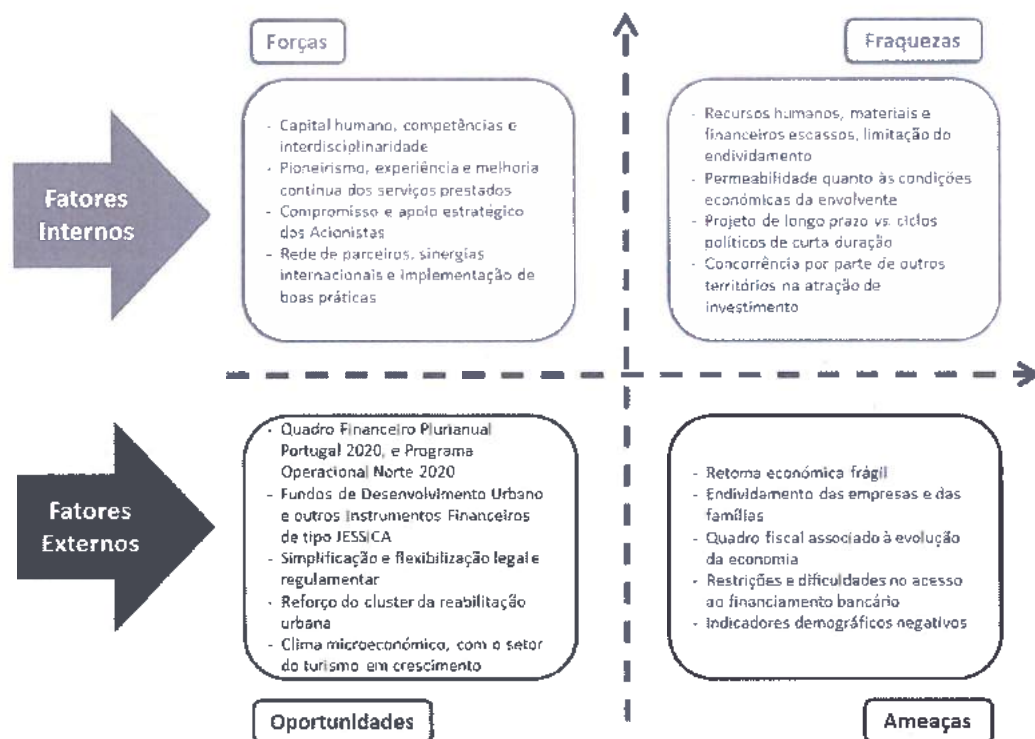 Forças
Fraquezas
Fatores
Internos
- Capital humano, competências e
interdisciplinaridade
- Pioneirismo, experiência e melhoria
contínua dos serviços prestados
- Compromisso e apoio estratégico
dos Acionistas
- Rede de parceiros, sinergias
internacionais e implementação de
boas práticas
- Recursos humanos, materiais e
financeiros escassos, limitação do
endividamento
- Permeabilidade quanto às condições
económicas da envolvente
- Projeto de longo prazo vs. ciclos
políticos de curta duração
- Concorrência por parte de outros
territórios na atração de
investimento
Fatores
Externos
- Quadro Financeiro Plurianual
Portugal 2020, e Programa
Operacional Norte 2020
- Fundos de Desenvolvimento Urbano
e outros Instrumentos Financeiros
de tipo JESSICA
- Simplificação e flexibilização legal e
regulamentar
- Reforço do cluster da reabilitação
urbana
- Clima microeconómico, com o setor
do turismo em crescimento
- Retoma económica frágil
- Endividamento das empresas e das
famílias
- Quadro fiscal associado à evolução
da economia
- Restrições e dificuldades no acesso
ao financiamento bancário
- Indicadores demográficos negativos
Oportunidades
Ameaças